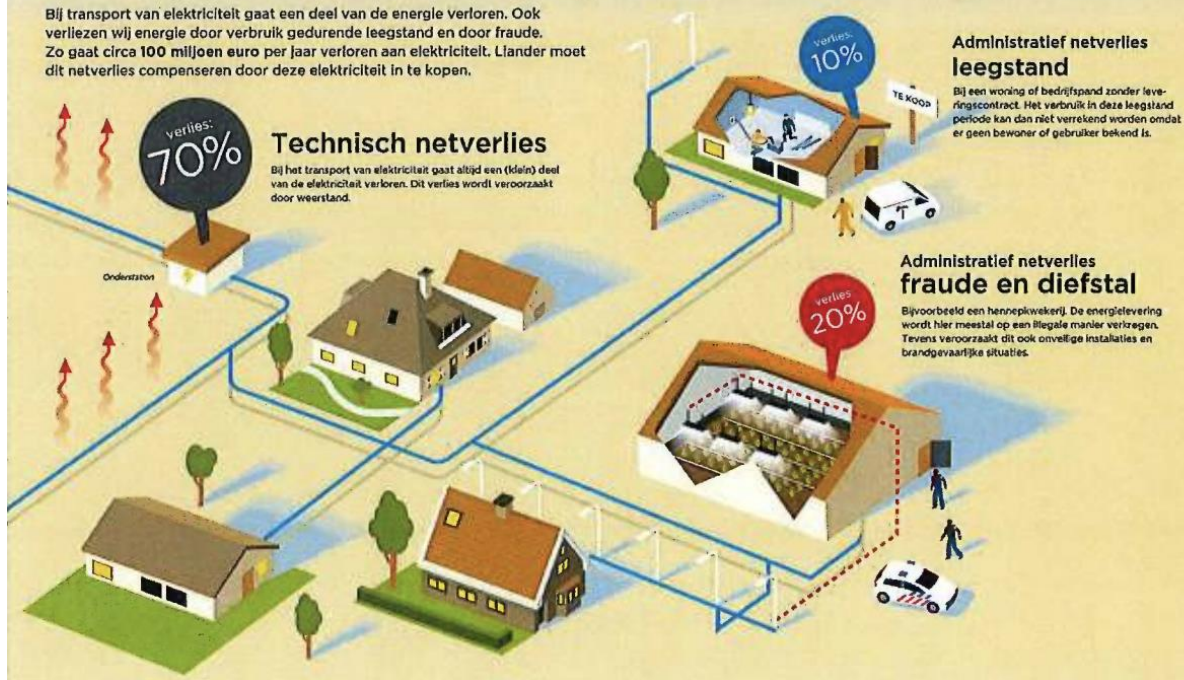 Bij transport van elektriciteit gaat een deel van de energie verloren. Ook
verliezen wij energie door verbruik gedurende leegstand en door fraude.
Zo gaat circa 100 miljoen euro per jaar verloren aan elektriciteit. Liander moet
dit netverlies compenseren door deze elektriciteit in te kopen.
verlies:
10%
Administratief netverlies
leegstand
Bij een woning of bedrijfspand zonder leve-
ringscontract. Het verbruik in deze leegstand
periode kan dan niet verrekend worden omdat
er geen bewoner of gebruiker bekend is.
TE KOOP
verlies:
70%
Technisch netverlies
Bij het transport van elektriciteit gaat altijd een (klein) deel
van de elektriciteit verloren. Dit verlies wordt veroorzaakt
door weerstand.
Onderstation
Administratief netverlies
fraude en diefstal
Bijvoorbeeld een hennepkwekerij. De energielevering
wordt hier meestal op een illegale manier verkregen.
Tevens veroorzaakt dit ook onveilige installaties en
brandgevaarlijke situaties.
verlies:
20%